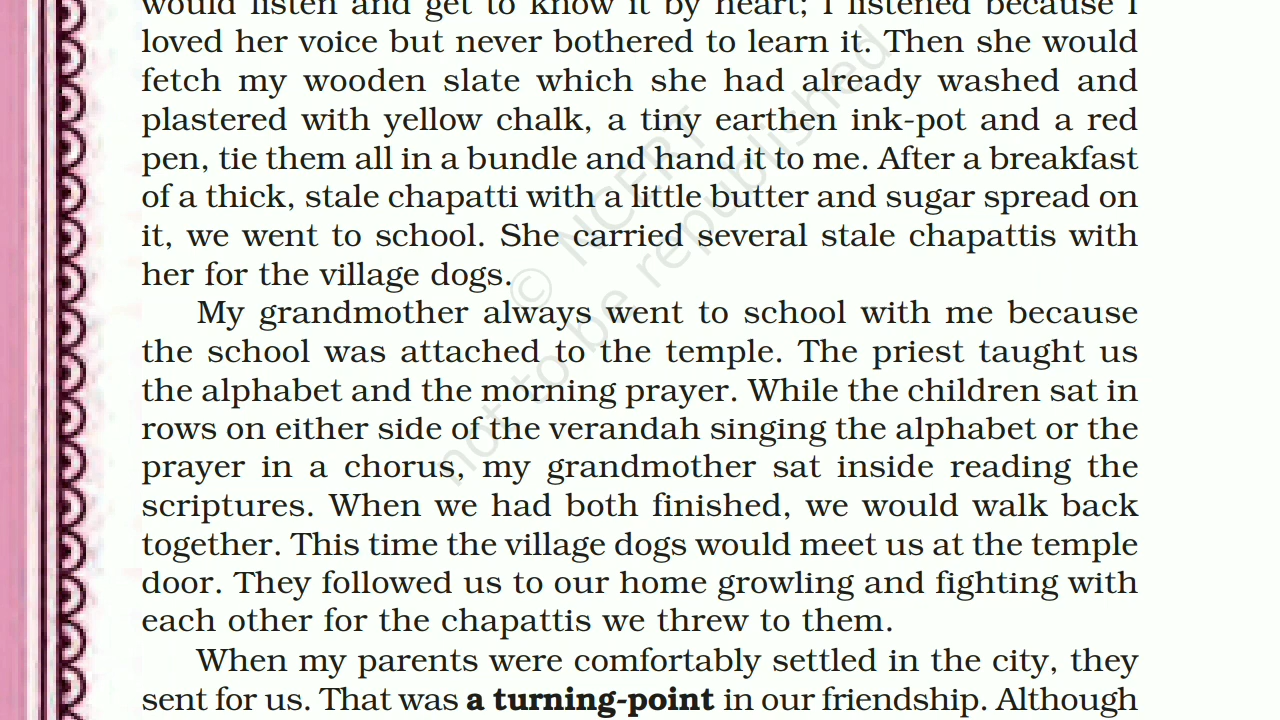 would listen and get to know it by heart; I listened because I
loved her voice but never bothered to learn it. Then she would
fetch my wooden slate which she had already washed and
plastered with yellow chalk, a tiny earthen ink-pot and a red
pen, tie them all in a bundle and hand it to me. After a breakfast
of a thick, stale chapatti with a little butter and sugar spread on
it, we went to school. She carried several stale chapattis with
her for the village dogs.
My grandmother always went to school with me because
the school was attached to the temple. The priest taught us
the alphabet and the morning prayer. While the children sat in
rows on either side of the verandah singing the alphabet or the
prayer in a chorus, my grandmother sat inside reading the
scriptures. When we had both finished, we would walk back
together. This time the village dogs would meet us at the temple
door. They followed us to our home growling and fighting with
each other for the chapattis we threw to them.
When my parents were comfortably settled in the city, they
sent for us. That was a turning-point in our friendship. Although
© NCERT
not to be republished